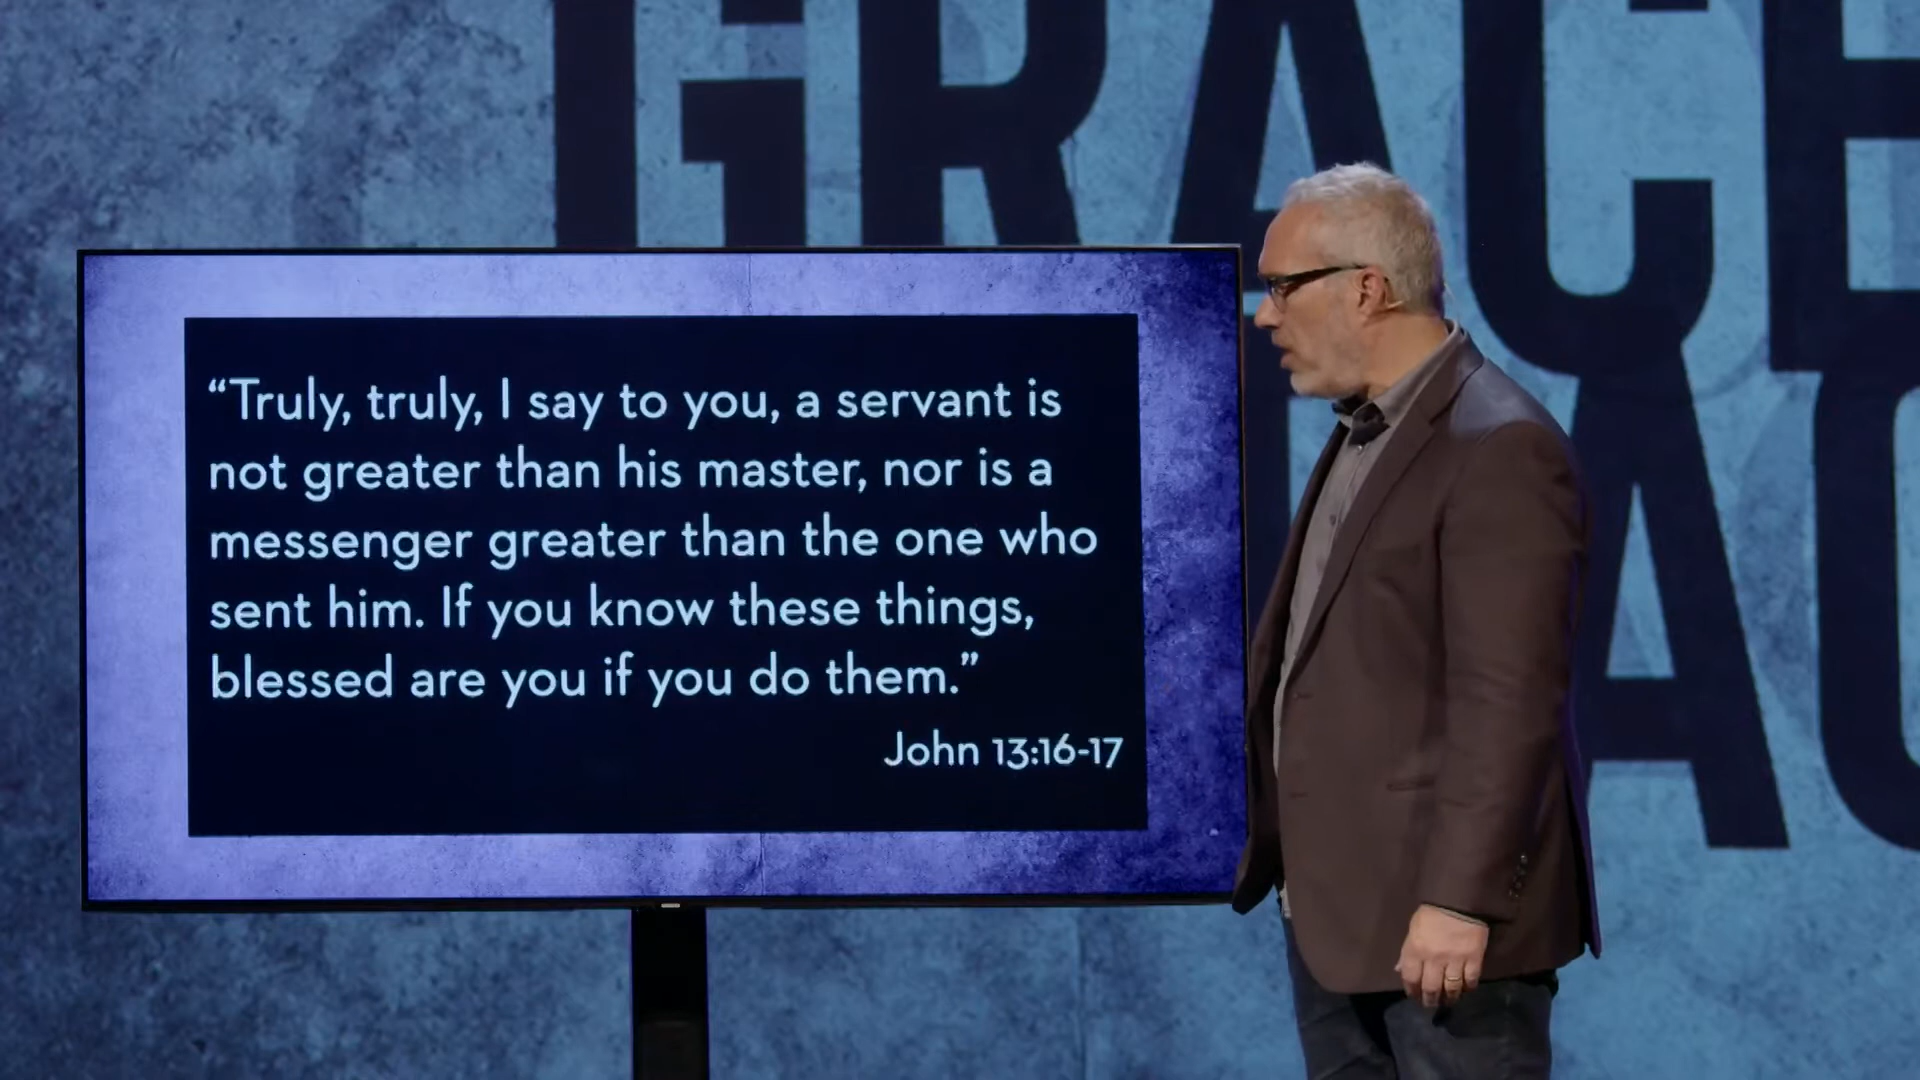 GRACE
“Truly, truly, I say to you, a servant is
not greater than his master, nor is a
messenger greater than the one who
sent him. If you know these things,
blessed are you if you do them.”
John 13:16-17